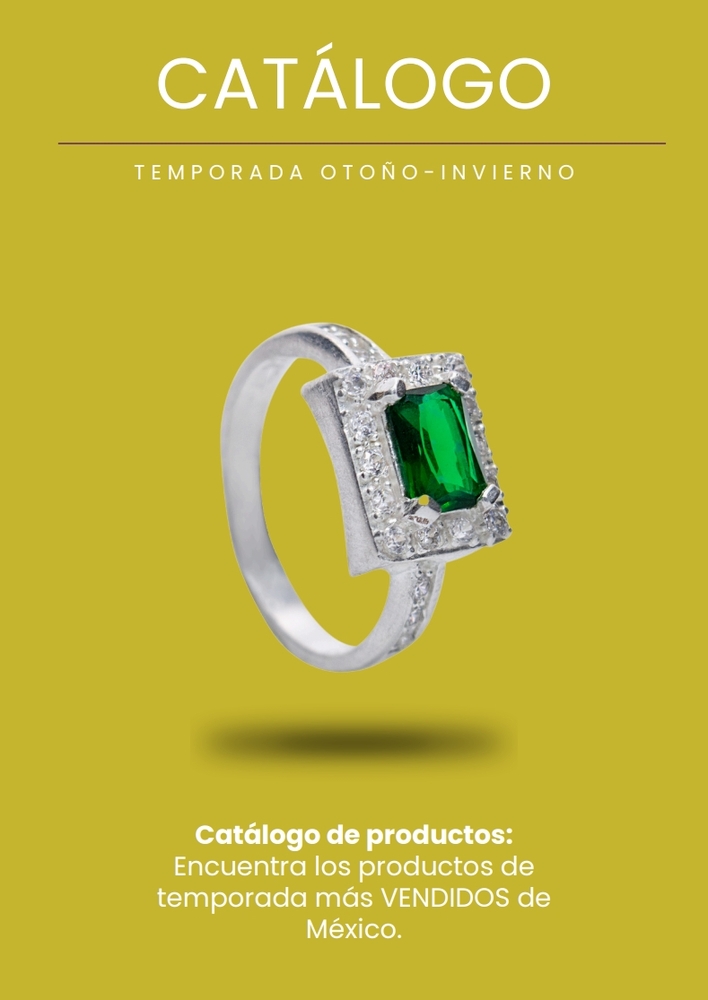 CATÁLOGO
TEMPORADA OTOÑO-INVIERNO
Catálogo de productos:
Encuentra los productos de
temporada más VENDIDOS de
México.